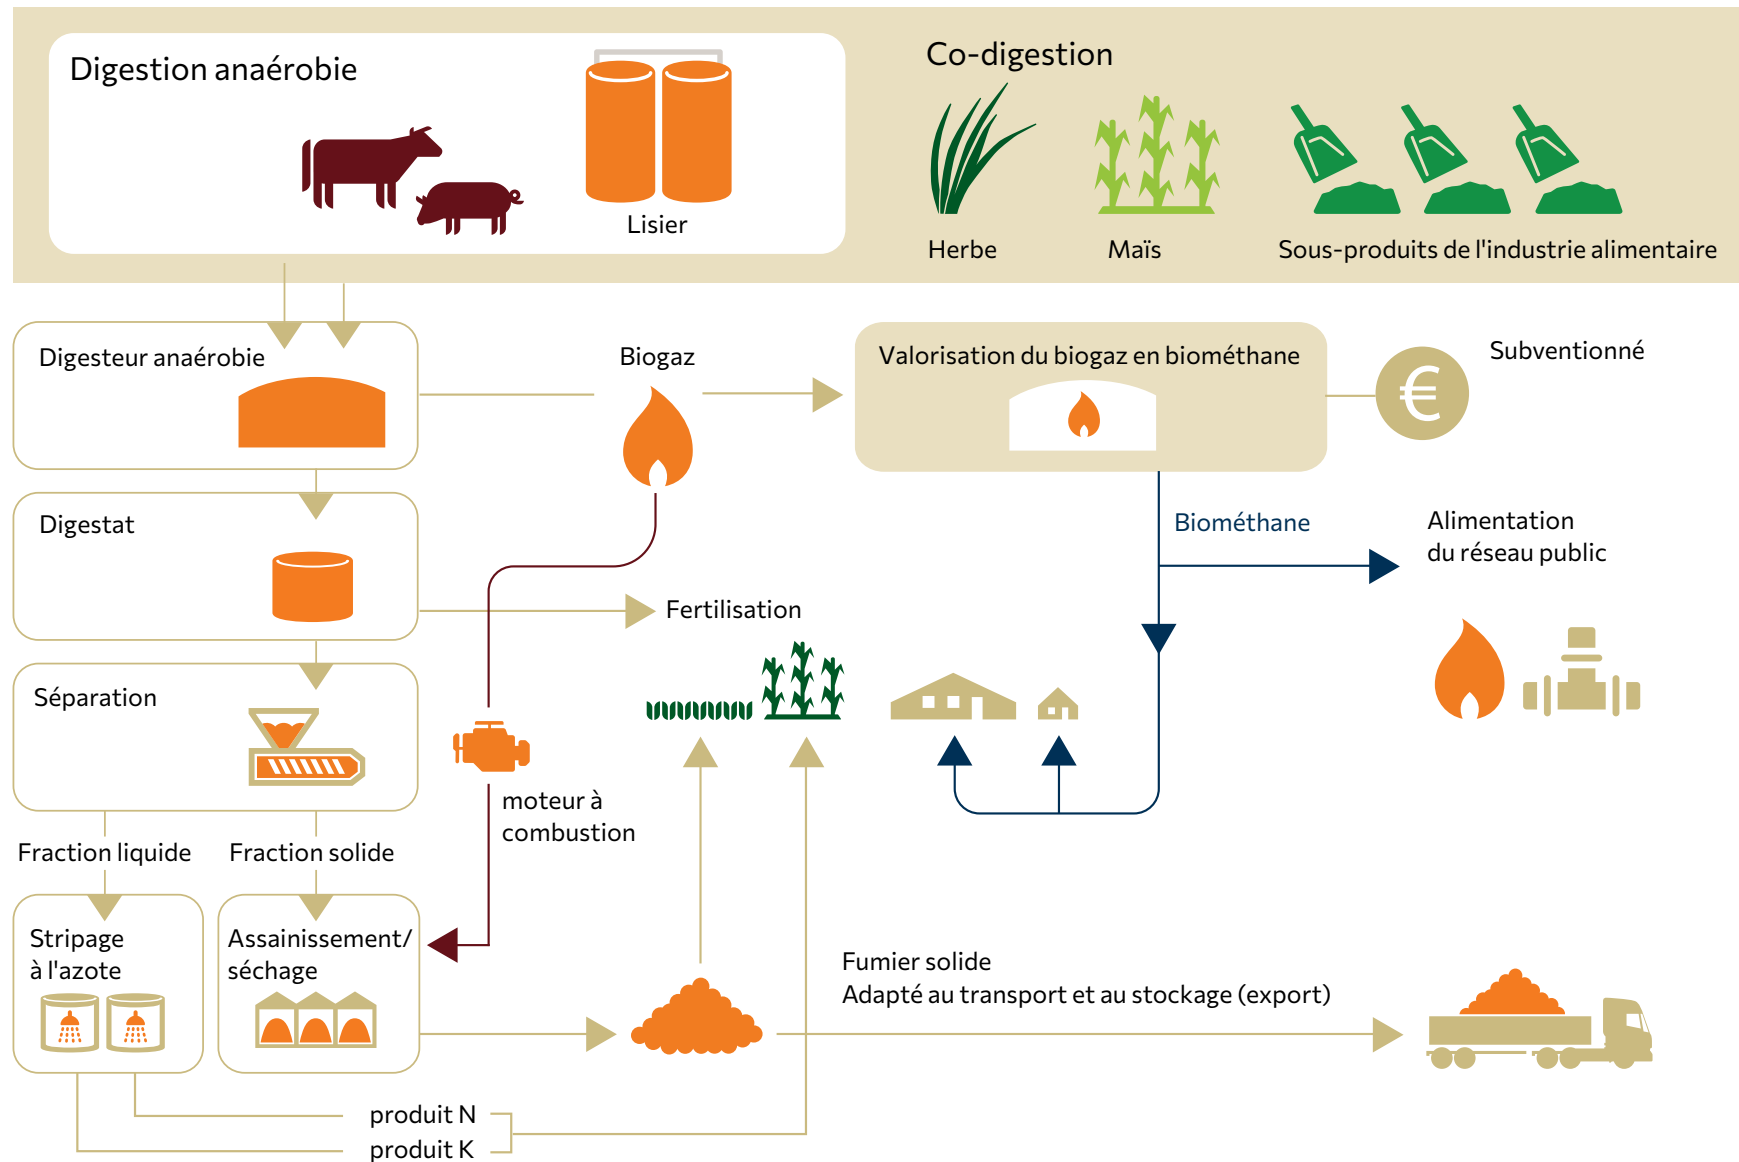 Digestion anaérobie
Lisier
Co-digestion
Herbe
Maïs
Sous-produits de l'industrie alimentaire
Digesteur anaérobie
Biogaz
Valorisation du biogaz en biométhane
€
Subventionné
Digestat
Biométhane
Alimentation
du réseau public
Fertilisation
Séparation
moteur à
combustion
Fraction liquide
Fraction solide
Stripage
à l'azote
Assainissement/
séchage
Fumier solide
Adapté au transport et au stockage (export)
produit N
produit K